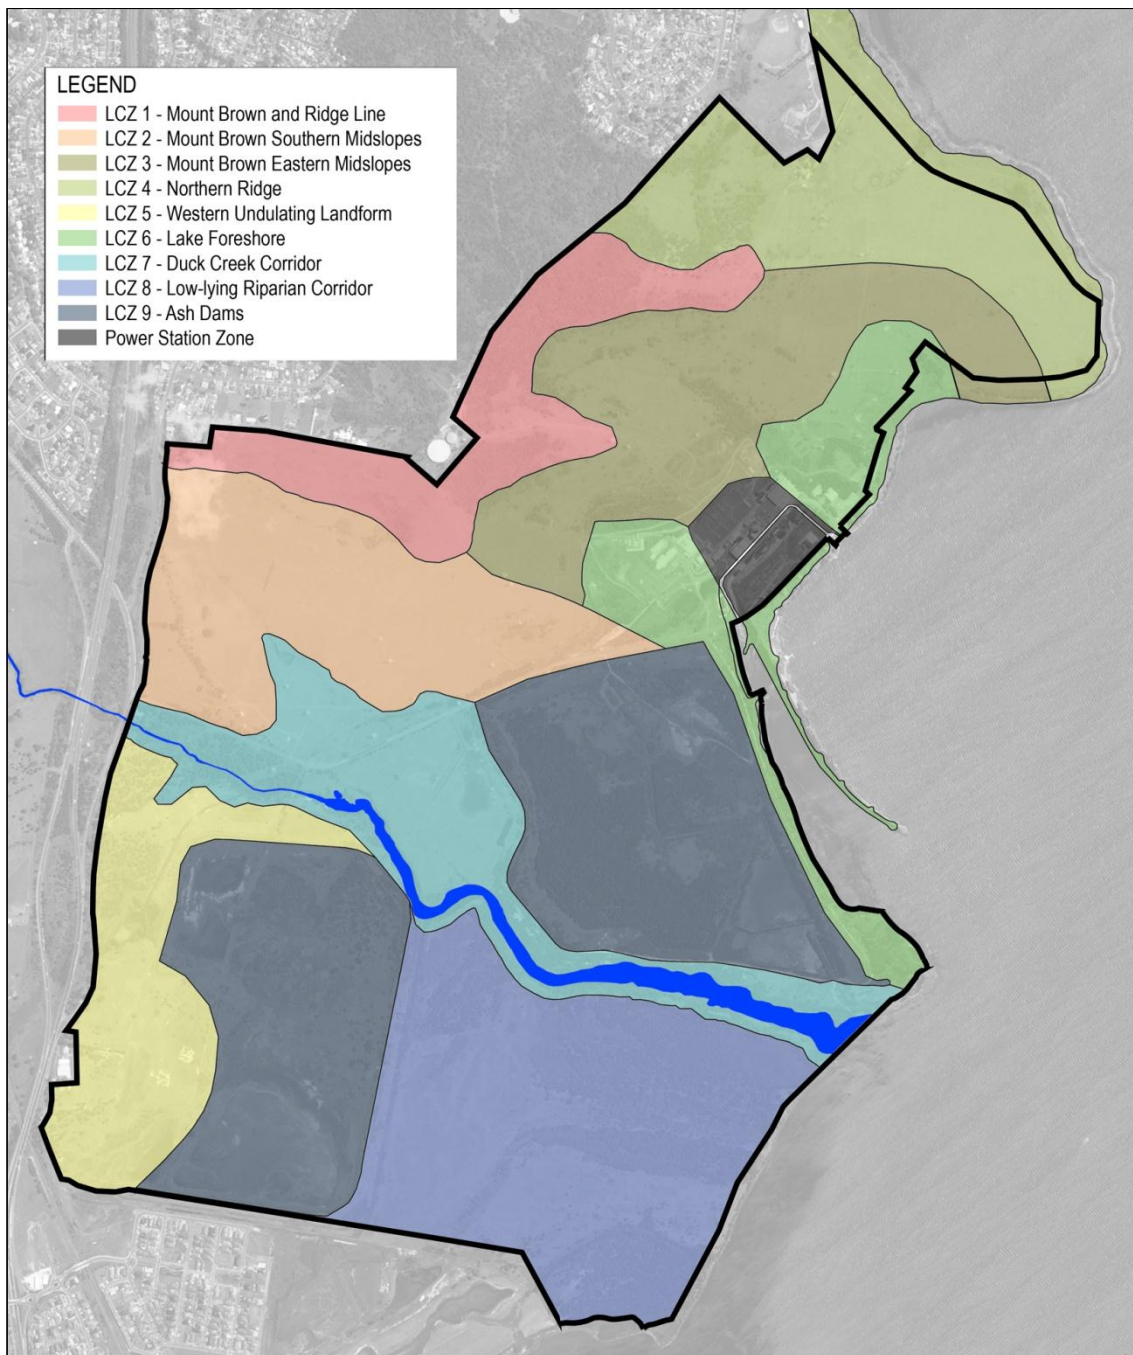 LEGEND
LCZ 1 - Mount Brown and Ridge Line
LCZ 2 - Mount Brown Southern Midslopes
LCZ 3 - Mount Brown Eastern Midslopes
LCZ 4 - Northern Ridge
LCZ 5 - Western Undulating Landform
LCZ 6 - Lake Foreshore
LCZ 7 - Duck Creek Corridor
LCZ 8 - Low-lying Riparian Corridor
LCZ 9 - Ash Dams
Power Station Zone